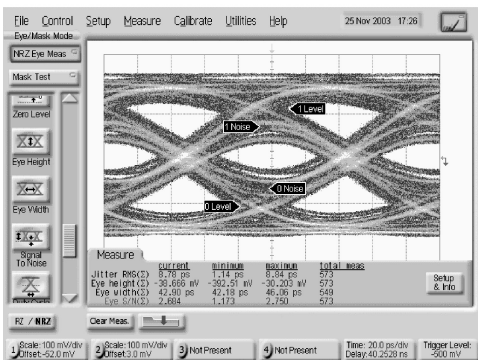 File Control Setup Measure Calibrate Utilities Help 25 Nov 2003 17:26
Eye/Mask Mode
NRZ Eye Meas
Mask Test
Zero Level
Eye Height
Eye Width
Signal
To Noise
1 Level
1 Noise
0 Noise
0 Level
Measure
current minimum maximum total meas
Jitter RMS(Σ) 8.78 ps 1.14 ps 8.84 ps 573
Eye height(Σ) -38.666 mV -392.51 mV -30.203 mV 573
Eye width(Σ) 42.90 ps 42.18 ps 46.06 ps 549
Eye S/N(Σ) 2.684 1.173 2.750 573
Setup
& Info
RZ / NRZ
Clear Meas.
1 Scale: 100 mV/div
Offset:-52.0 mV
2 Scale: 100 mV/div
Offset:3.0 mV
3 Not Present
4 Not Present
Time: 20.0 ps/div
Delay:40.2528 ns
Trigger Level:
-500 mV